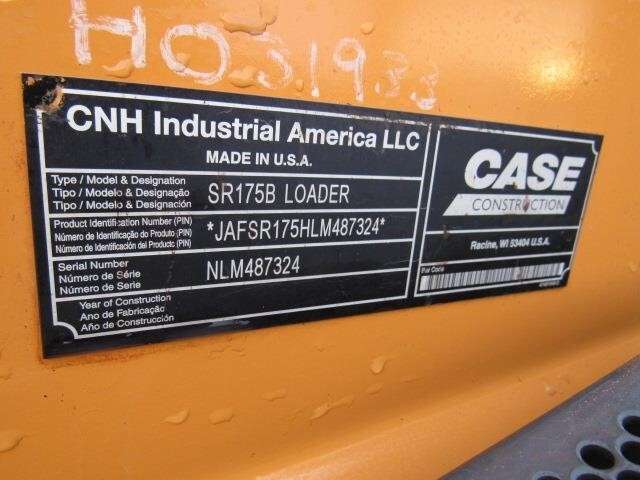 HO31933
CNH Industrial America LLC
MADE IN U.S.A.
Type / Model & Designation
Tipo / Modelo & Designação
Tipo / Modelo & Designación
SR175B LOADER
Product Identification Number (PIN)
Número de Identificação do Produto (PIN)
Número de Identificación del Producto (PIN)
*JAFSR175HLM487324*
Serial Number
Número de Série
Número de Serie
NLM487324
Year of Construction
Ano de Fabricação
Año de Construcción
CASE
CONSTRUCTION
Racine, WI 53404 U.S.A.